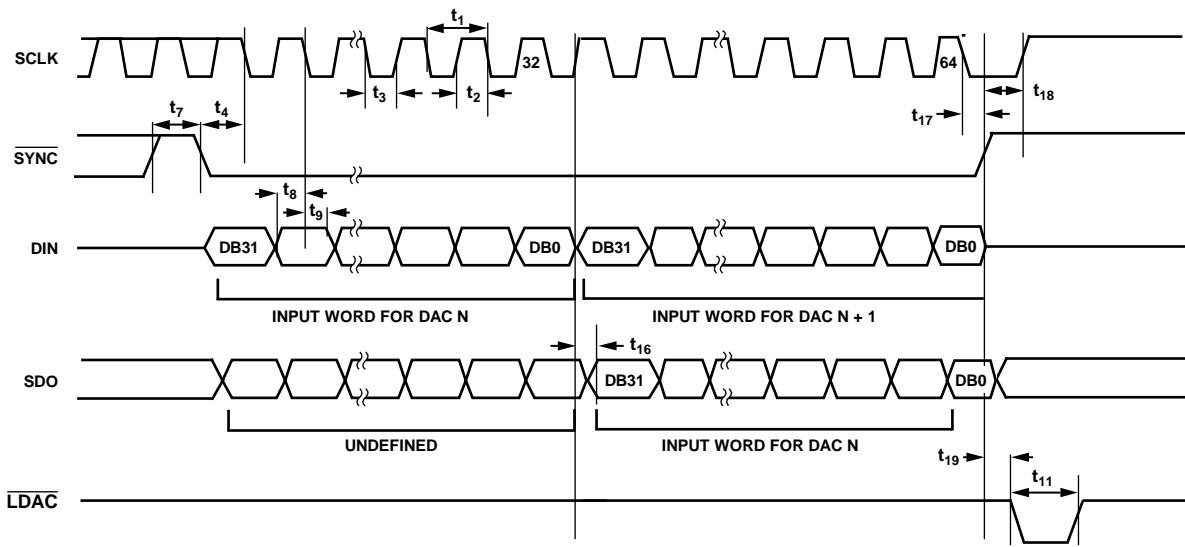 t1
SCLK
32
64
t3
t2
t18
t7
t4
t17
SYNC
t8
t9
DIN
DB31
DB0
DB31
DB0
INPUT WORD FOR DAC N
INPUT WORD FOR DAC N + 1
t16
SDO
DB31
DB0
UNDEFINED
INPUT WORD FOR DAC N
t19
t11
LDAC